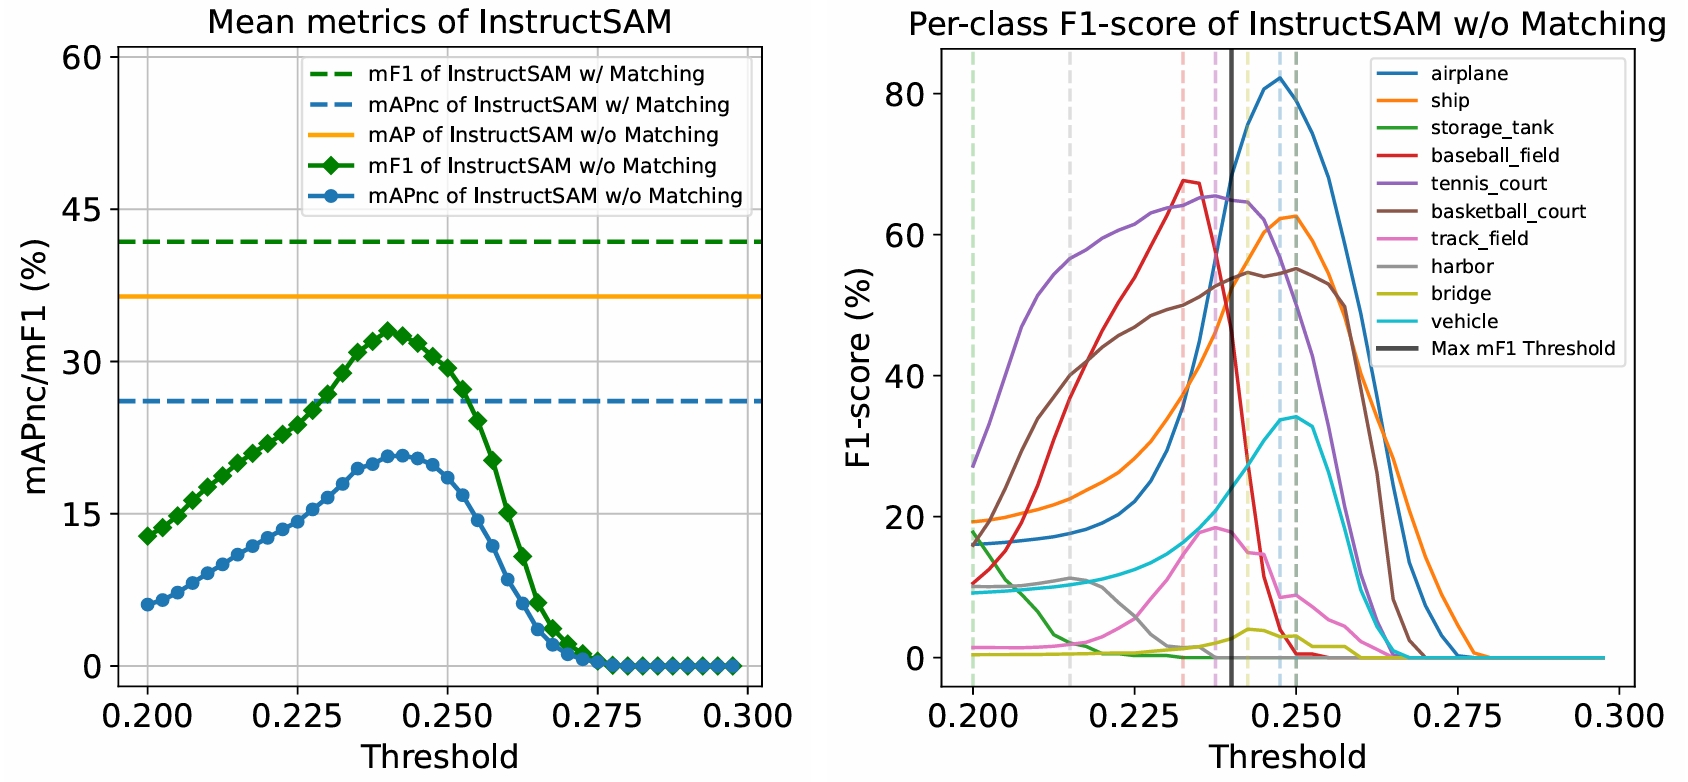 Mean metrics of InstructSAM
60
45
30
15
0
mAPnc/mF1 (%)
mF1 of InstructSAM w/ Matching
mAPnc of InstructSAM w/ Matching
mAP of InstructSAM w/o Matching
mF1 of InstructSAM w/o Matching
mAPnc of InstructSAM w/o Matching
0.200 0.225 0.250 0.275 0.300
Threshold
Per-class F1-score of InstructSAM w/o Matching
80
60
40
20
0
F1-score (%)
airplane
ship
storage_tank
baseball_field
tennis_court
basketball_court
track_field
harbor
bridge
vehicle
Max mF1 Threshold
0.200 0.225 0.250 0.275 0.300
Threshold